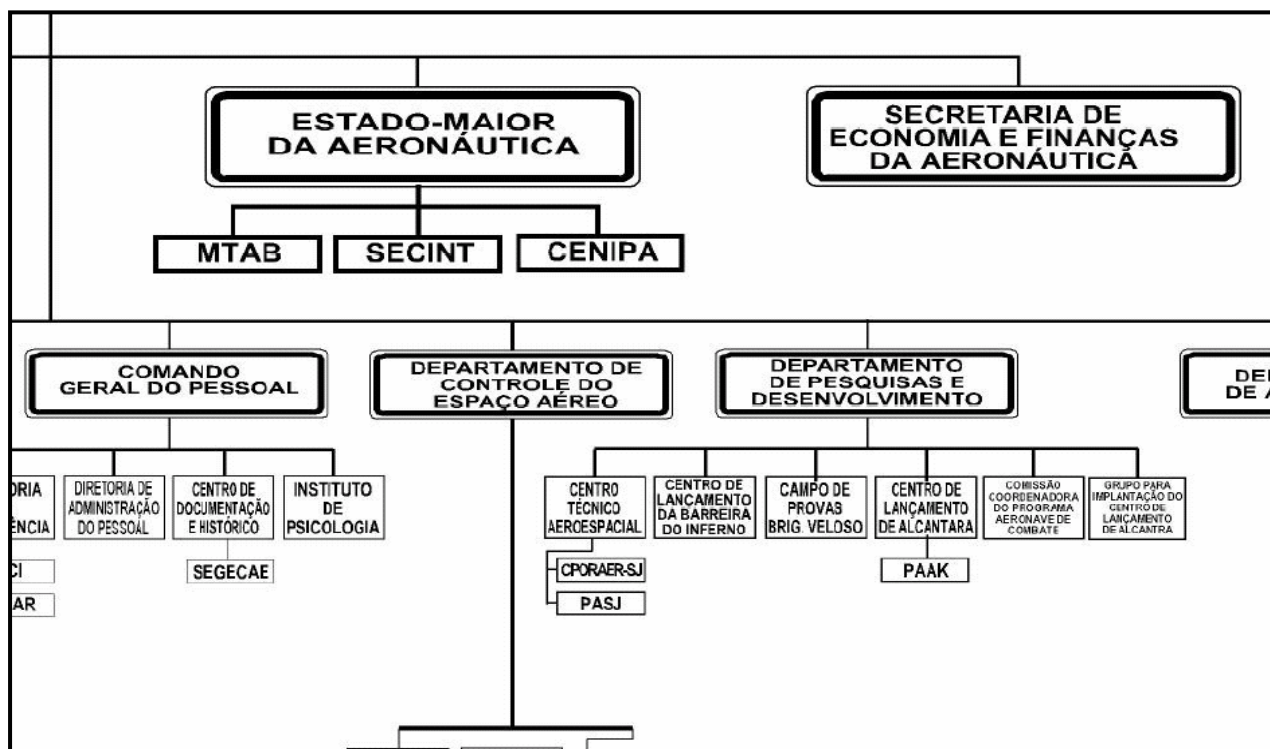 ESTADO-MAIOR
DA AERONÁUTICA
SECRETARIA DE
ECONOMIA E FINANÇAS
DA AERONÁUTICA
MTAB
SECINT
CENIPA
COMANDO
GERAL DO PESSOAL
DEPARTAMENTO DE
CONTROLE DO
ESPAÇO AÉREO
DEPARTAMENTO
DE PESQUISAS E
DESENVOLVIMENTO
DIRETORIA DE
ADMINISTRAÇÃO
DO PESSOAL
CENTRO DE
DOCUMENTAÇÃO
E HISTÓRICO
INSTITUTO
DE
PSICOLOGIA
CENTRO
TÉCNICO
AEROESPACIAL
CENTRO DE
LANÇAMENTO
DA BARREIRA
DO INFERNO
CAMPO DE
PROVAS
BRIG. VELOSO
CENTRO DE
LANÇAMENTO
DE ALCANTARA
COMISSÃO
COORDENADORA
DO PROGRAMA
AERONAVE DE
COMBATE
GRUPO PARA
IMPLANTAÇÃO DO
CENTRO DE
LANÇAMENTO
DE ALCANTRA
SEGECAE
CPORAER-SJ
PASJ
PAAK